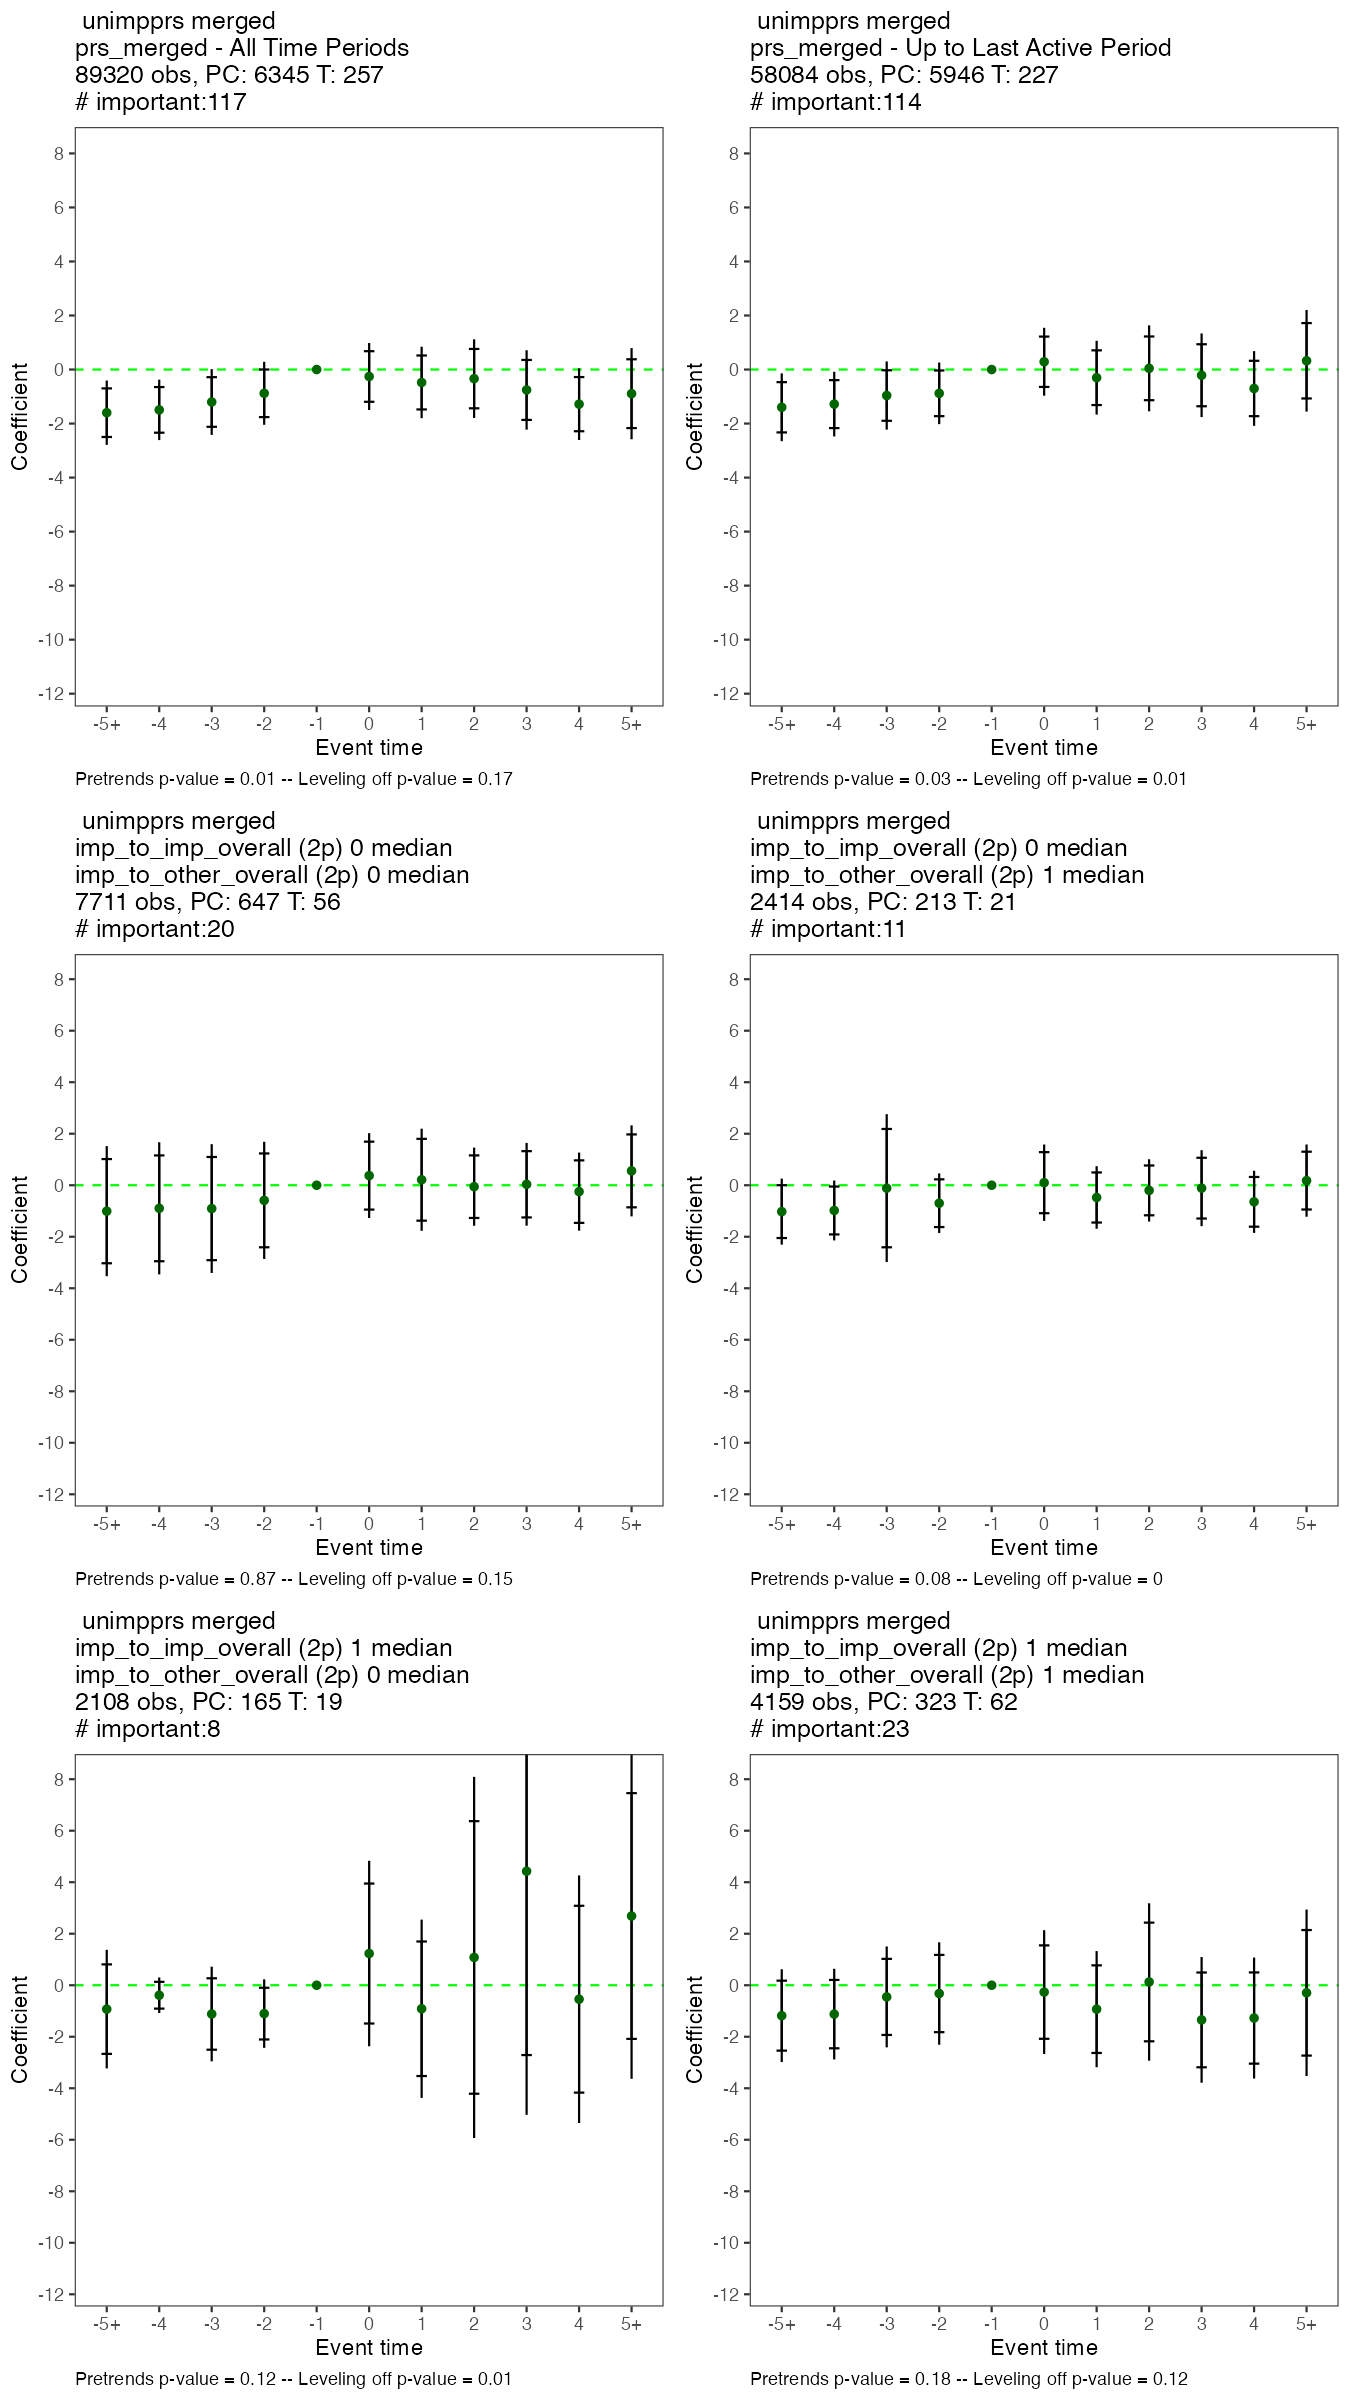 unimpprs merged
prs_merged - All Time Periods
89320 obs, PC: 6345 T: 257
# important:117
8
6
4
2
0
-2
-4
-6
-8
-10
-12
Coefficient
-5+ -4 -3 -2 -1 0 1 2 3 4 5+
Event time
Pretrends p-value = 0.01 -- Leveling off p-value = 0.17
unimpprs merged
prs_merged - Up to Last Active Period
58084 obs, PC: 5946 T: 227
# important:114
8
6
4
2
0
-2
-4
-6
-8
-10
-12
Coefficient
-5+ -4 -3 -2 -1 0 1 2 3 4 5+
Event time
Pretrends p-value = 0.03 -- Leveling off p-value = 0.01
unimpprs merged
imp_to_imp_overall (2p) 0 median
imp_to_other_overall (2p) 0 median
7711 obs, PC: 647 T: 56
# important:20
8
6
4
2
0
-2
-4
-6
-8
-10
-12
Coefficient
-5+ -4 -3 -2 -1 0 1 2 3 4 5+
Event time
Pretrends p-value = 0.87 -- Leveling off p-value = 0.15
unimpprs merged
imp_to_imp_overall (2p) 0 median
imp_to_other_overall (2p) 1 median
2414 obs, PC: 213 T: 21
# important:11
8
6
4
2
0
-2
-4
-6
-8
-10
-12
Coefficient
-5+ -4 -3 -2 -1 0 1 2 3 4 5+
Event time
Pretrends p-value = 0.08 -- Leveling off p-value = 0
unimpprs merged
imp_to_imp_overall (2p) 1 median
imp_to_other_overall (2p) 0 median
2108 obs, PC: 165 T: 19
# important:8
8
6
4
2
0
-2
-4
-6
-8
-10
-12
Coefficient
-5+ -4 -3 -2 -1 0 1 2 3 4 5+
Event time
Pretrends p-value = 0.12 -- Leveling off p-value = 0.01
unimpprs merged
imp_to_imp_overall (2p) 1 median
imp_to_other_overall (2p) 1 median
4159 obs, PC: 323 T: 62
# important:23
8
6
4
2
0
-2
-4
-6
-8
-10
-12
Coefficient
-5+ -4 -3 -2 -1 0 1 2 3 4 5+
Event time
Pretrends p-value = 0.18 -- Leveling off p-value = 0.12